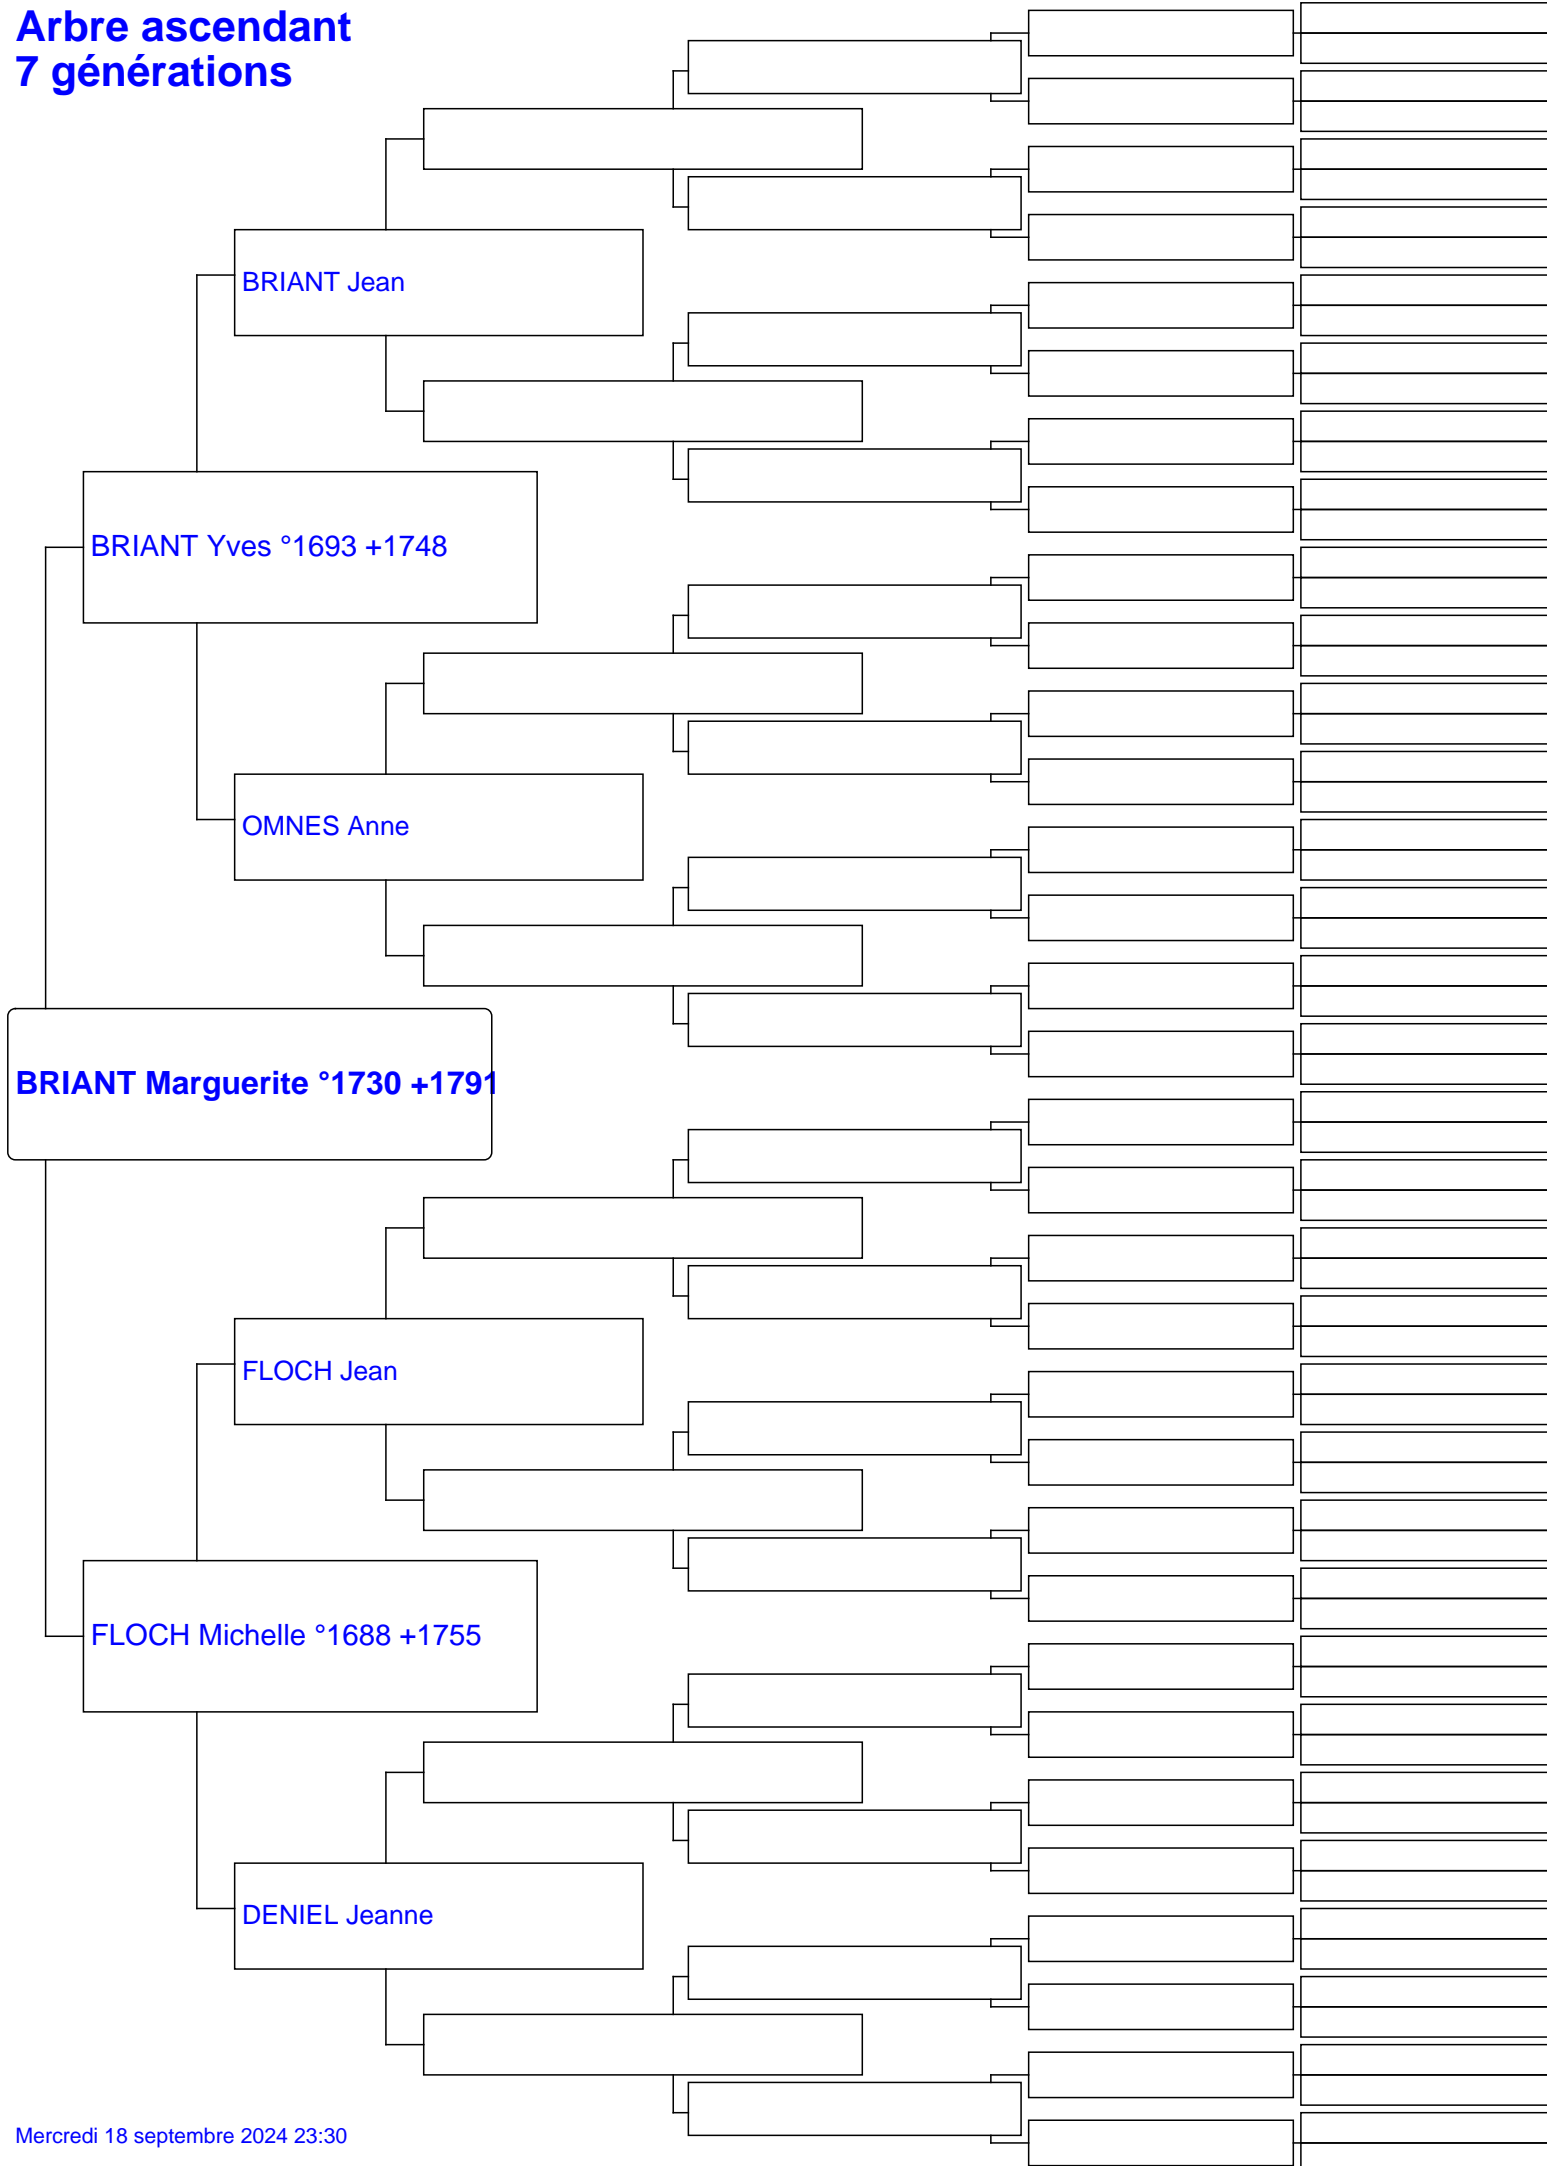 Arbre ascendant
7 générations
BRIANT Jean
BRIANT Yves °1693 +1748
OMNES Anne
BRIANT Marguerite °1730 +1791
FLOCH Jean
FLOCH Michelle °1688 +1755
DENIEL Jeanne
Mercredi 18 septembre 2024 23:30